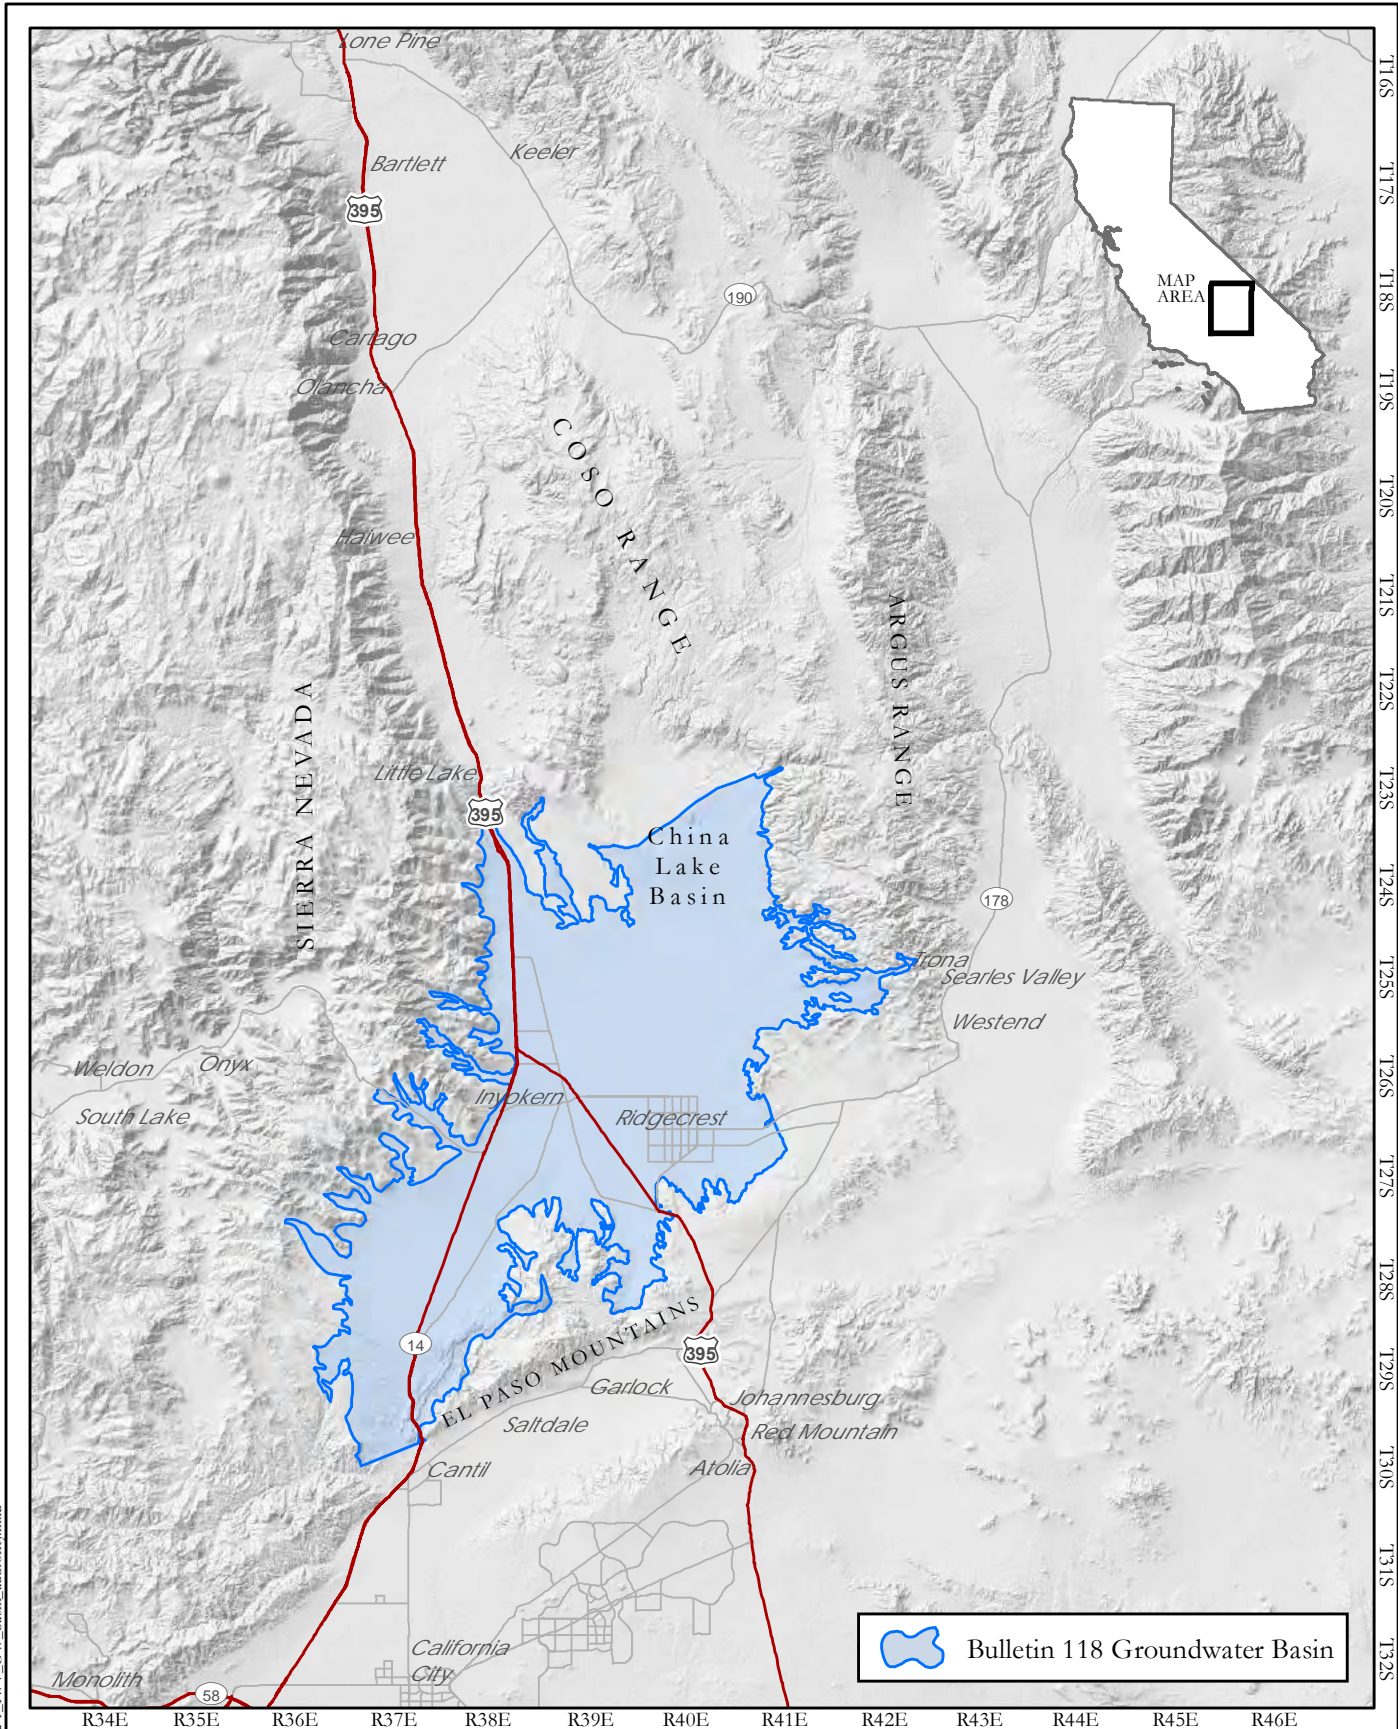 Lone Pine
T16S
Bartlett
Keeler
T17S
395
MAP
AREA
190
T18S
Cartago
Olancha
T19S
COSO RANGE
T20S
Haiwee
T21S
ARGUS RANGE
T22S
SIERRA NEVADA
Little Lake
T23S
395
China
Lake
Basin
178
T24S
Trona
Searles Valley
T25S
Westend
Weldon
Onyx
T26S
South Lake
Inyokern
Ridgecrest
T27S
T28S
EL PASO MOUNTAINS
14
395
T29S
Garlock
Johannesburg
Saltdale
Red Mountain
Cantil
Atolia
T30S
T31S
Bulletin 118 Groundwater Basin
California
City
T32S
Monolith
58
R34E R35E R36E R37E R38E R39E R40E R41E R42E R43E R44E R45E R46E